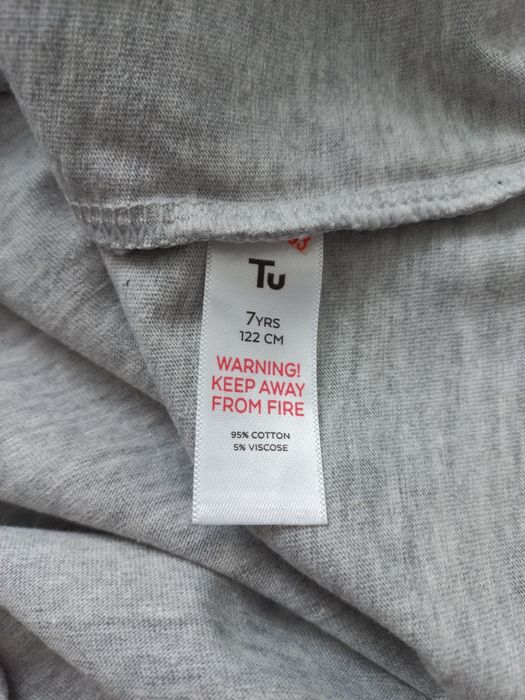 Tu
7YRS
122 CM
WARNING!
KEEP AWAY
FROM FIRE
95% COTTON
5% VISCOSE